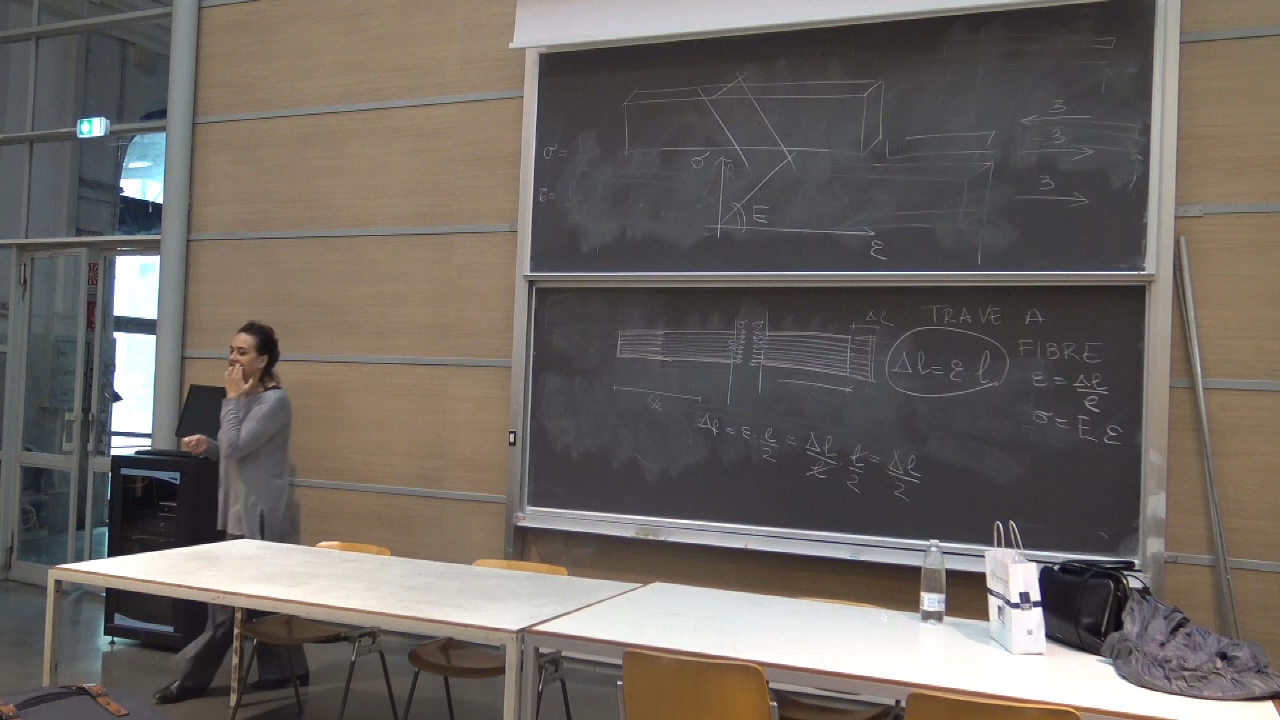 σ =
σ
E
ε
3
3
3
Δl
TRAVE A
FIBRE
Δl = ε · l
ε = Δl / l
σ = E ε
Δl = ε · l/2 = Δl/l · l/2 = Δl/2